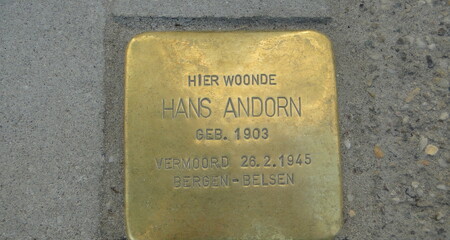 HIER WOONDE
HANS ANDORN
GEB. 1903
VERMOORD 26.2.1945
BERGEN-BELSEN